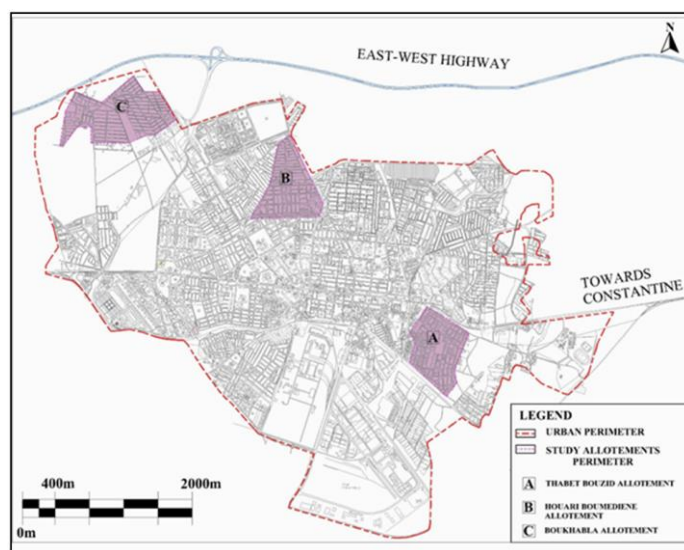 N
EAST-WEST HIGHWAY
C
B
TOWARDS
CONSTANTINE
A
LEGEND
URBAN PERIMETER
STUDY ALLOTEMENTS
PERIMETER
A THABET BOUZID ALLOTEMENT
B HOUARI BOUMEDIENE
ALLOTEMENT
C BOUKHABLA ALLOTEMENT
400m 2000m
0m